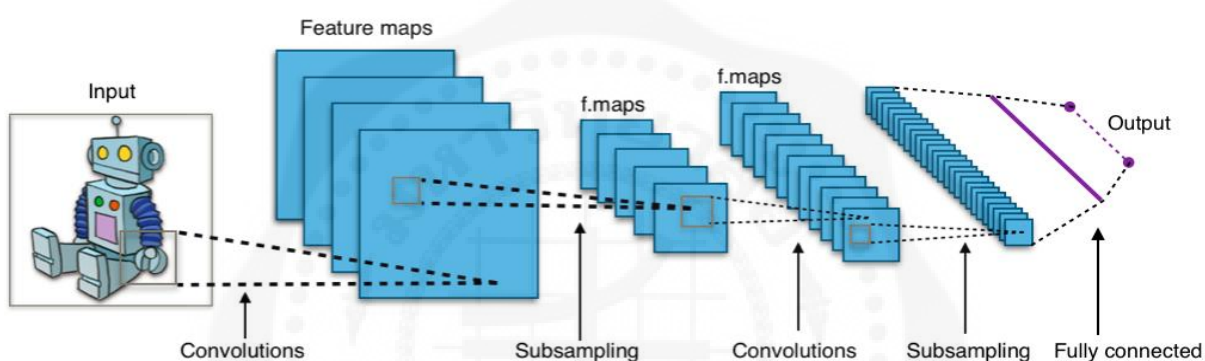 Feature maps
f.maps
f.maps
Input
Output
Convolutions
Subsampling
Convolutions
Subsampling
Fully connected